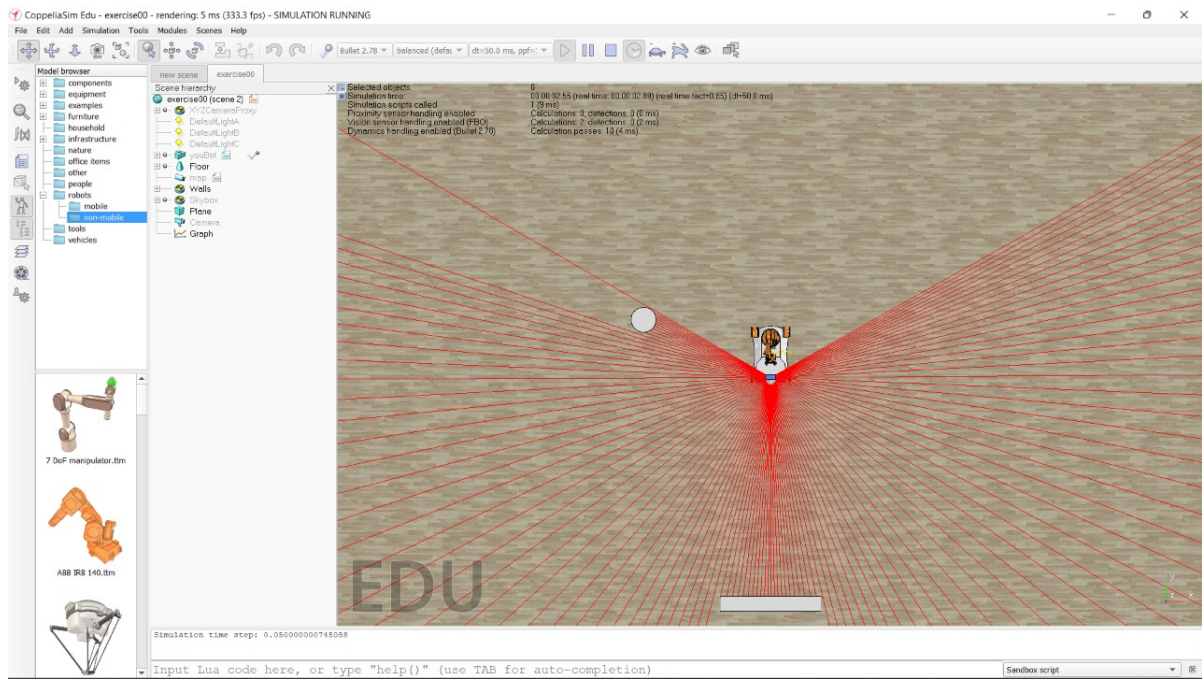 CoppeliaSim Edu - exercise00 - rendering: 5 ms (333.3 fps) - SIMULATION RUNNING
File Edit Add Simulation Tools Modules Scenes Help
Bullet 2.78 balanced (defau dt=50.0 ms, ppf=:
Model browser
components
equipment
examples
furniture
household
infrastructure
nature
office items
other
people
robots
mobile
non-mobile
tools
vehicles
7 DoF manipulator.ttm
ABB IRB 140.ttm
new scene exercise00
Scene hierarchy
exercise00 (scene 2)
XYZCameraProxy
DefaultLightA
DefaultLightB
DefaultLightC
youBot
Floor
map
Walls
Skybox
Plane
Camera
Graph
Selected objects: 0
Simulation time 00:00:02.55 (real time: 00:00:02.99) (real time fact=0.85) (dt=50.0 ms)
Simulation scripts called 1 (9 ms)
Proximity sensor handling enabled Calculations: 0, detections: 0 (0 ms)
Vision sensor handling enabled (FBO) Calculations: 2, detections: 0 (2 ms)
Dynamics handling enabled (Bullet 2.78) Calculation passes: 10 (4 ms)
EDU
y
z x
Simulation time step: 0.050000000745058
Input Lua code here, or type "help()" (use TAB for auto-completion)
Sandbox script